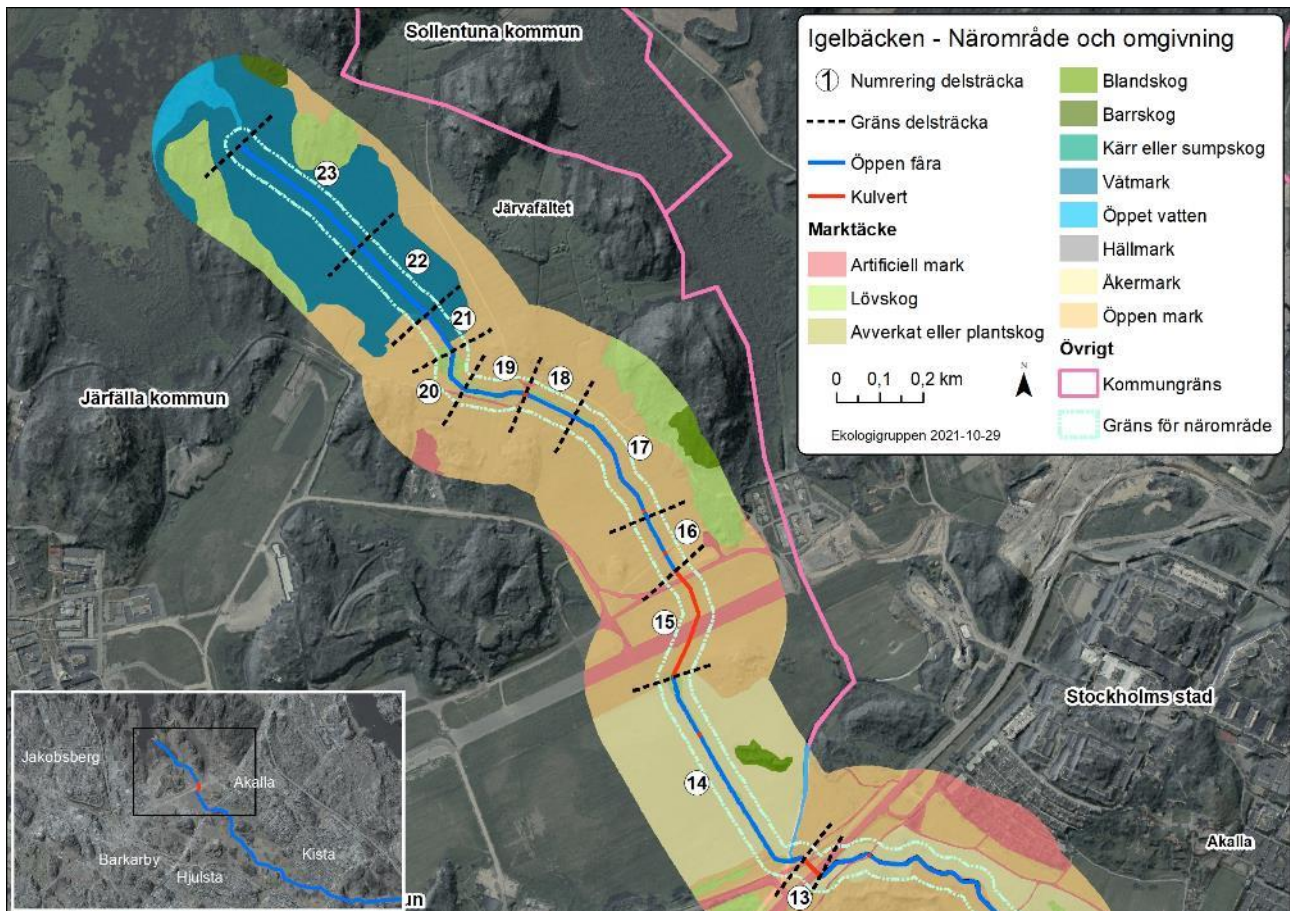 Sollentuna kommun
Järvafältet
Järfälla kommun
Stockholms stad
Akalla
23
22
21
20
19
18
17
16
15
14
13
Igelbäcken - Närområde och omgivning
1 Numrering delsträcka
Gräns delsträcka
Öppen fåra
Kulvert
Marktäcke
Artificiell mark
Lövskog
Avverkat eller plantskog
0 0,1 0,2 km
N
Ekologigruppen 2021-10-29
Blandskog
Barrskog
Kärr eller sumpskog
Våtmark
Öppet vatten
Hällmark
Åkermark
Öppen mark
Övrigt
Kommungräns
Gräns för närområde
Jakobsberg
Akalla
Barkarby
Kista
Hjulsta
un